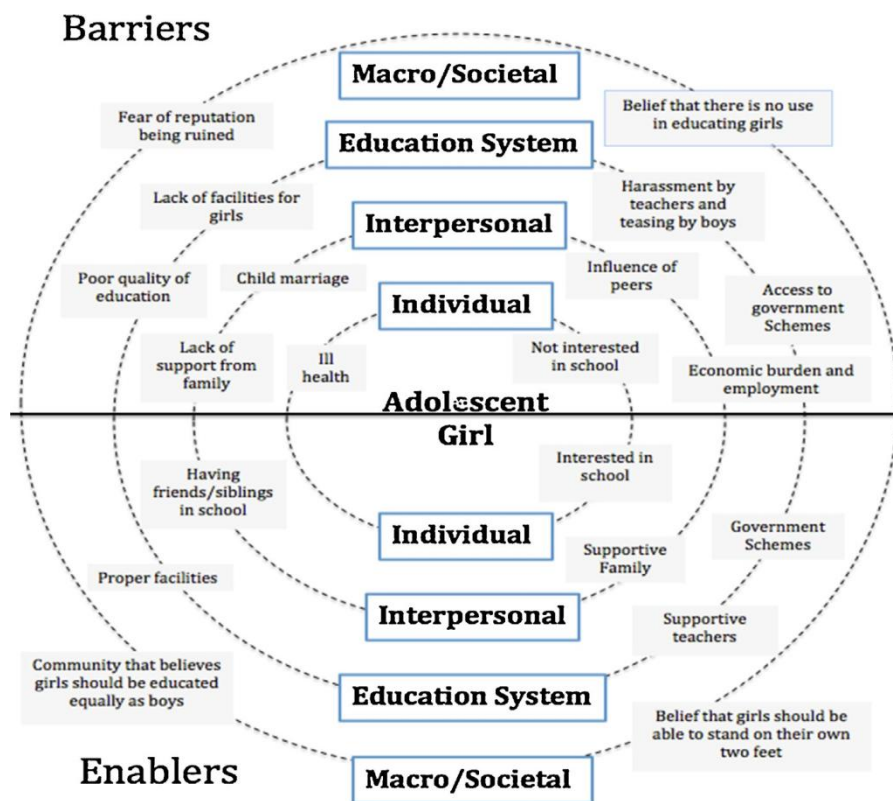 Barriers
Macro/Societal
Fear of reputation
being ruined
Belief that there is no use
in educating girls
Education System
Lack of facilities for
girls
Harassment by
teachers and
teasing by boys
Interpersonal
Poor quality of
education
Child marriage
Influence of
peers
Access to
government
Schemes
Individual
Lack of
support from
family
Ill
health
Not interested
in school
Economic burden and
employment
Adolescent
Girl
Having
friends/siblings
in school
Interested in
school
Individual
Government
Schemes
Supportive
Family
Proper facilities
Interpersonal
Supportive
teachers
Community that believes
girls should be educated
equally as boys
Education System
Belief that girls should be
able to stand on their own
two feet
Enablers
Macro/Societal